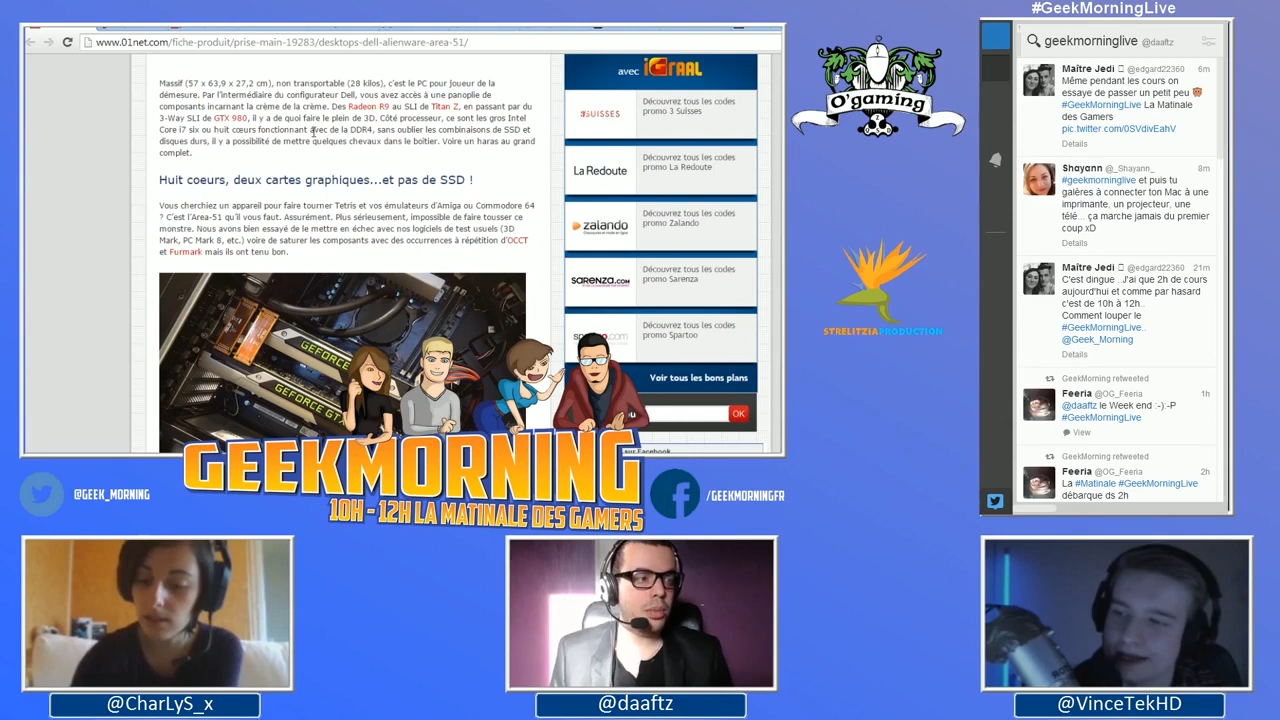 #GeekMorningLive
www.01net.com/fiche-produit/prise-main-19283/desktops-dell-alienware-area-51/
Massif (57 x 63,9 x 27,2 cm), non transportable (28 kilos), c'est le PC pour joueur de la
démesure. Par l'intermédiaire du configurateur Dell, vous avez accès à une panoplie de
composants incarnant la crème de la crème. Des Radeon R9 au SLI de Titan Z, en passant par du
3-Way SLI de GTX 980, il y a de quoi faire le plein de 3D. Côté processeur, ce sont les gros Intel
Core i7 six ou huit cœurs fonctionnant avec de la DDR4, sans oublier les combinaisons de SSD et
disques durs, il y a possibilité de mettre quelques chevaux dans le boîtier. Voire un haras au grand
complet.
Huit coeurs, deux cartes graphiques...et pas de SSD !
Vous cherchiez un appareil pour faire tourner Tetris et vos émulateurs d'Amiga ou Commodore 64
? C'est l'Area-51 qu'il vous faut. Assurément. Plus sérieusement, impossible de faire tousser ce
monstre. Nous avons bien essayé de le mettre en échec avec nos logiciels de test usuels (3D
Mark, PC Mark 8, etc.) voire de saturer les composants avec des occurrences à répétition d'OCCT
et Furmark mais ils ont tenu bon.
GEFORCE
GEFORCE GT
avec iGRAAL
3SUISSES
Découvrez tous les codes
promo 3 Suisses
La Redoute
Découvrez tous les codes
promo La Redoute
zalando
Découvrez tous les codes
promo Zalando
SARENZA.COM
Découvrez tous les codes
promo Sarenza
Découvrez tous les codes
promo Spartoo
Voir tous les bons plans
OK
sur Facebook
O'gaming
STRELITZIAPRODUCTION
geekmorninglive @daaftz
Maître Jedi @edgard22360 6m
Même pendant les cours on
essaye de passer un petit peu
#GeekMorningLive La Matinale
des Gamers
pic.twitter.com/0SVdivEahV
Details
Shayαnn @_Shayann_ 8m
#geekmorninglive et puis tu
galères à connecter ton Mac à une
imprimante, un projecteur, une
télé... ça marche jamais du premier
coup xD
Details
Maître Jedi @edgard22360 21m
C'est dingue ..J'ai que 2h de cours
aujourd'hui et comme par hasard
c'est de 10h à 12h..
Comment louper le
#GeekMorningLive..
@Geek_Morning
Details
GeekMorning retweeted
Feeria @OG_Feeria 1h
@daaftz le Week end :-).:-P
#GeekMorningLive
View
GeekMorning retweeted
Feeria @OG_Feeria 2h
La #Matinale #GeekMorningLive
débarque ds 2h
GEEKMORNING
10H - 12H LA MATINALE DES GAMERS
@GEEK_MORNING
/GEEKMORNINGFR
@CharLyS_x
@daaftz
@VinceTekHD